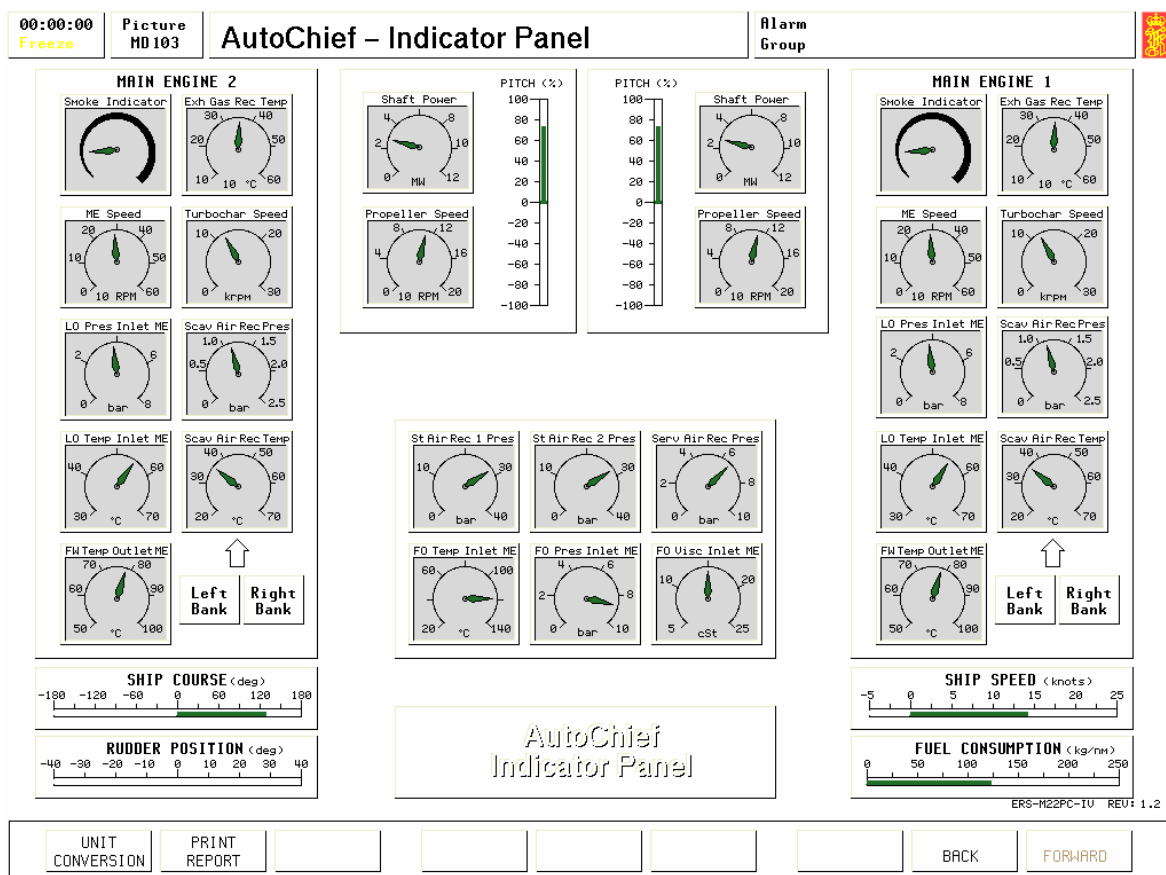 00:00:00
Freeze
Picture
MD103
AutoChief – Indicator Panel
Alarm
Group
MAIN ENGINE 2
Smoke Indicator
Exh Gas Rec Temp
30 40
20 50
10 10 °C 60
ME Speed
20 40
10 50
0 10 RPM 60
Turbochar Speed
10 20
0 krpm 30
LO Pres Inlet ME
2 6
0 bar 8
Scav Air Rec Pres
1.0 1.5
0.5 2.0
0 bar 2.5
LO Temp Inlet ME
40 60
30 °C 70
Scav Air Rec Temp
40 50
30 60
20 °C 70
FW Temp Outlet ME
70 80
60 90
50 °C 100
Left
Bank
Right
Bank
SHIP COURSE (deg)
-180 -120 -60 0 60 120 180
RUDDER POSITION (deg)
-40 -30 -20 -10 0 10 20 30 40
Shaft Power
4 8
2 10
0 MW 12
Propeller Speed
8 12
4 16
0 10 RPM 20
PITCH (%)
100
80
60
40
20
0
-20
-40
-60
-80
-100
PITCH (%)
100
80
60
40
20
0
-20
-40
-60
-80
-100
Shaft Power
4 8
2 10
0 MW 12
Propeller Speed
8 12
4 16
0 10 RPM 20
St Air Rec 1 Pres
10 30
0 bar 40
St Air Rec 2 Pres
10 30
0 bar 40
Serv Air Rec Pres
4 6
2 8
0 bar 10
FO Temp Inlet ME
60 100
20 °C 140
FO Pres Inlet ME
4 6
2 8
0 bar 10
FO Visc Inlet ME
10 20
5 cSt 25
AutoChief
Indicator Panel
MAIN ENGINE 1
Smoke Indicator
Exh Gas Rec Temp
30 40
20 50
10 10 °C 60
ME Speed
20 40
10 50
0 10 RPM 60
Turbochar Speed
10 20
0 krpm 30
LO Pres Inlet ME
2 6
0 bar 8
Scav Air Rec Pres
1.0 1.5
0.5 2.0
0 bar 2.5
LO Temp Inlet ME
40 60
30 °C 70
Scav Air Rec Temp
40 50
30 60
20 °C 70
FW Temp Outlet ME
70 80
60 90
50 °C 100
Left
Bank
Right
Bank
SHIP SPEED (knots)
-5 0 5 10 15 20 25
FUEL CONSUMPTION (kg/nm)
0 50 100 150 200 250
ERS-M22PC-IV REV: 1.2
UNIT
CONVERSION
PRINT
REPORT
BACK
FORWARD